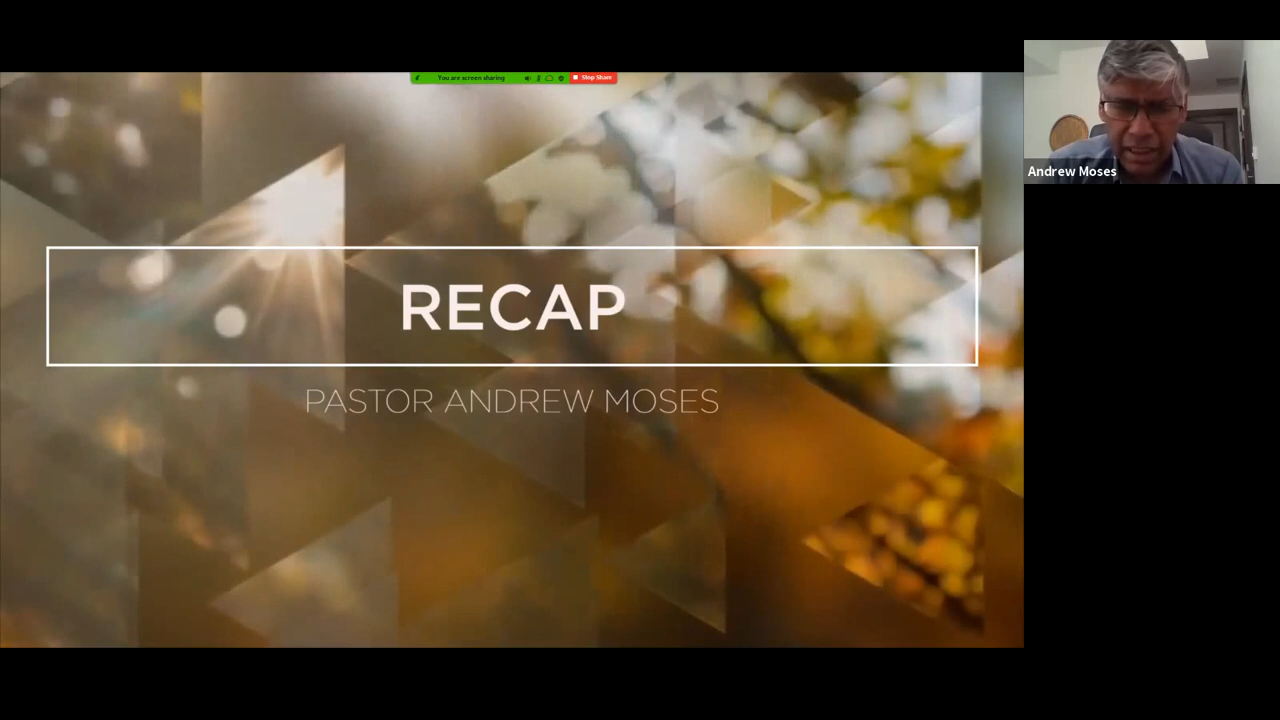 You are screen sharing
Stop Share
Andrew Moses
RECAP
PASTOR ANDREW MOSES